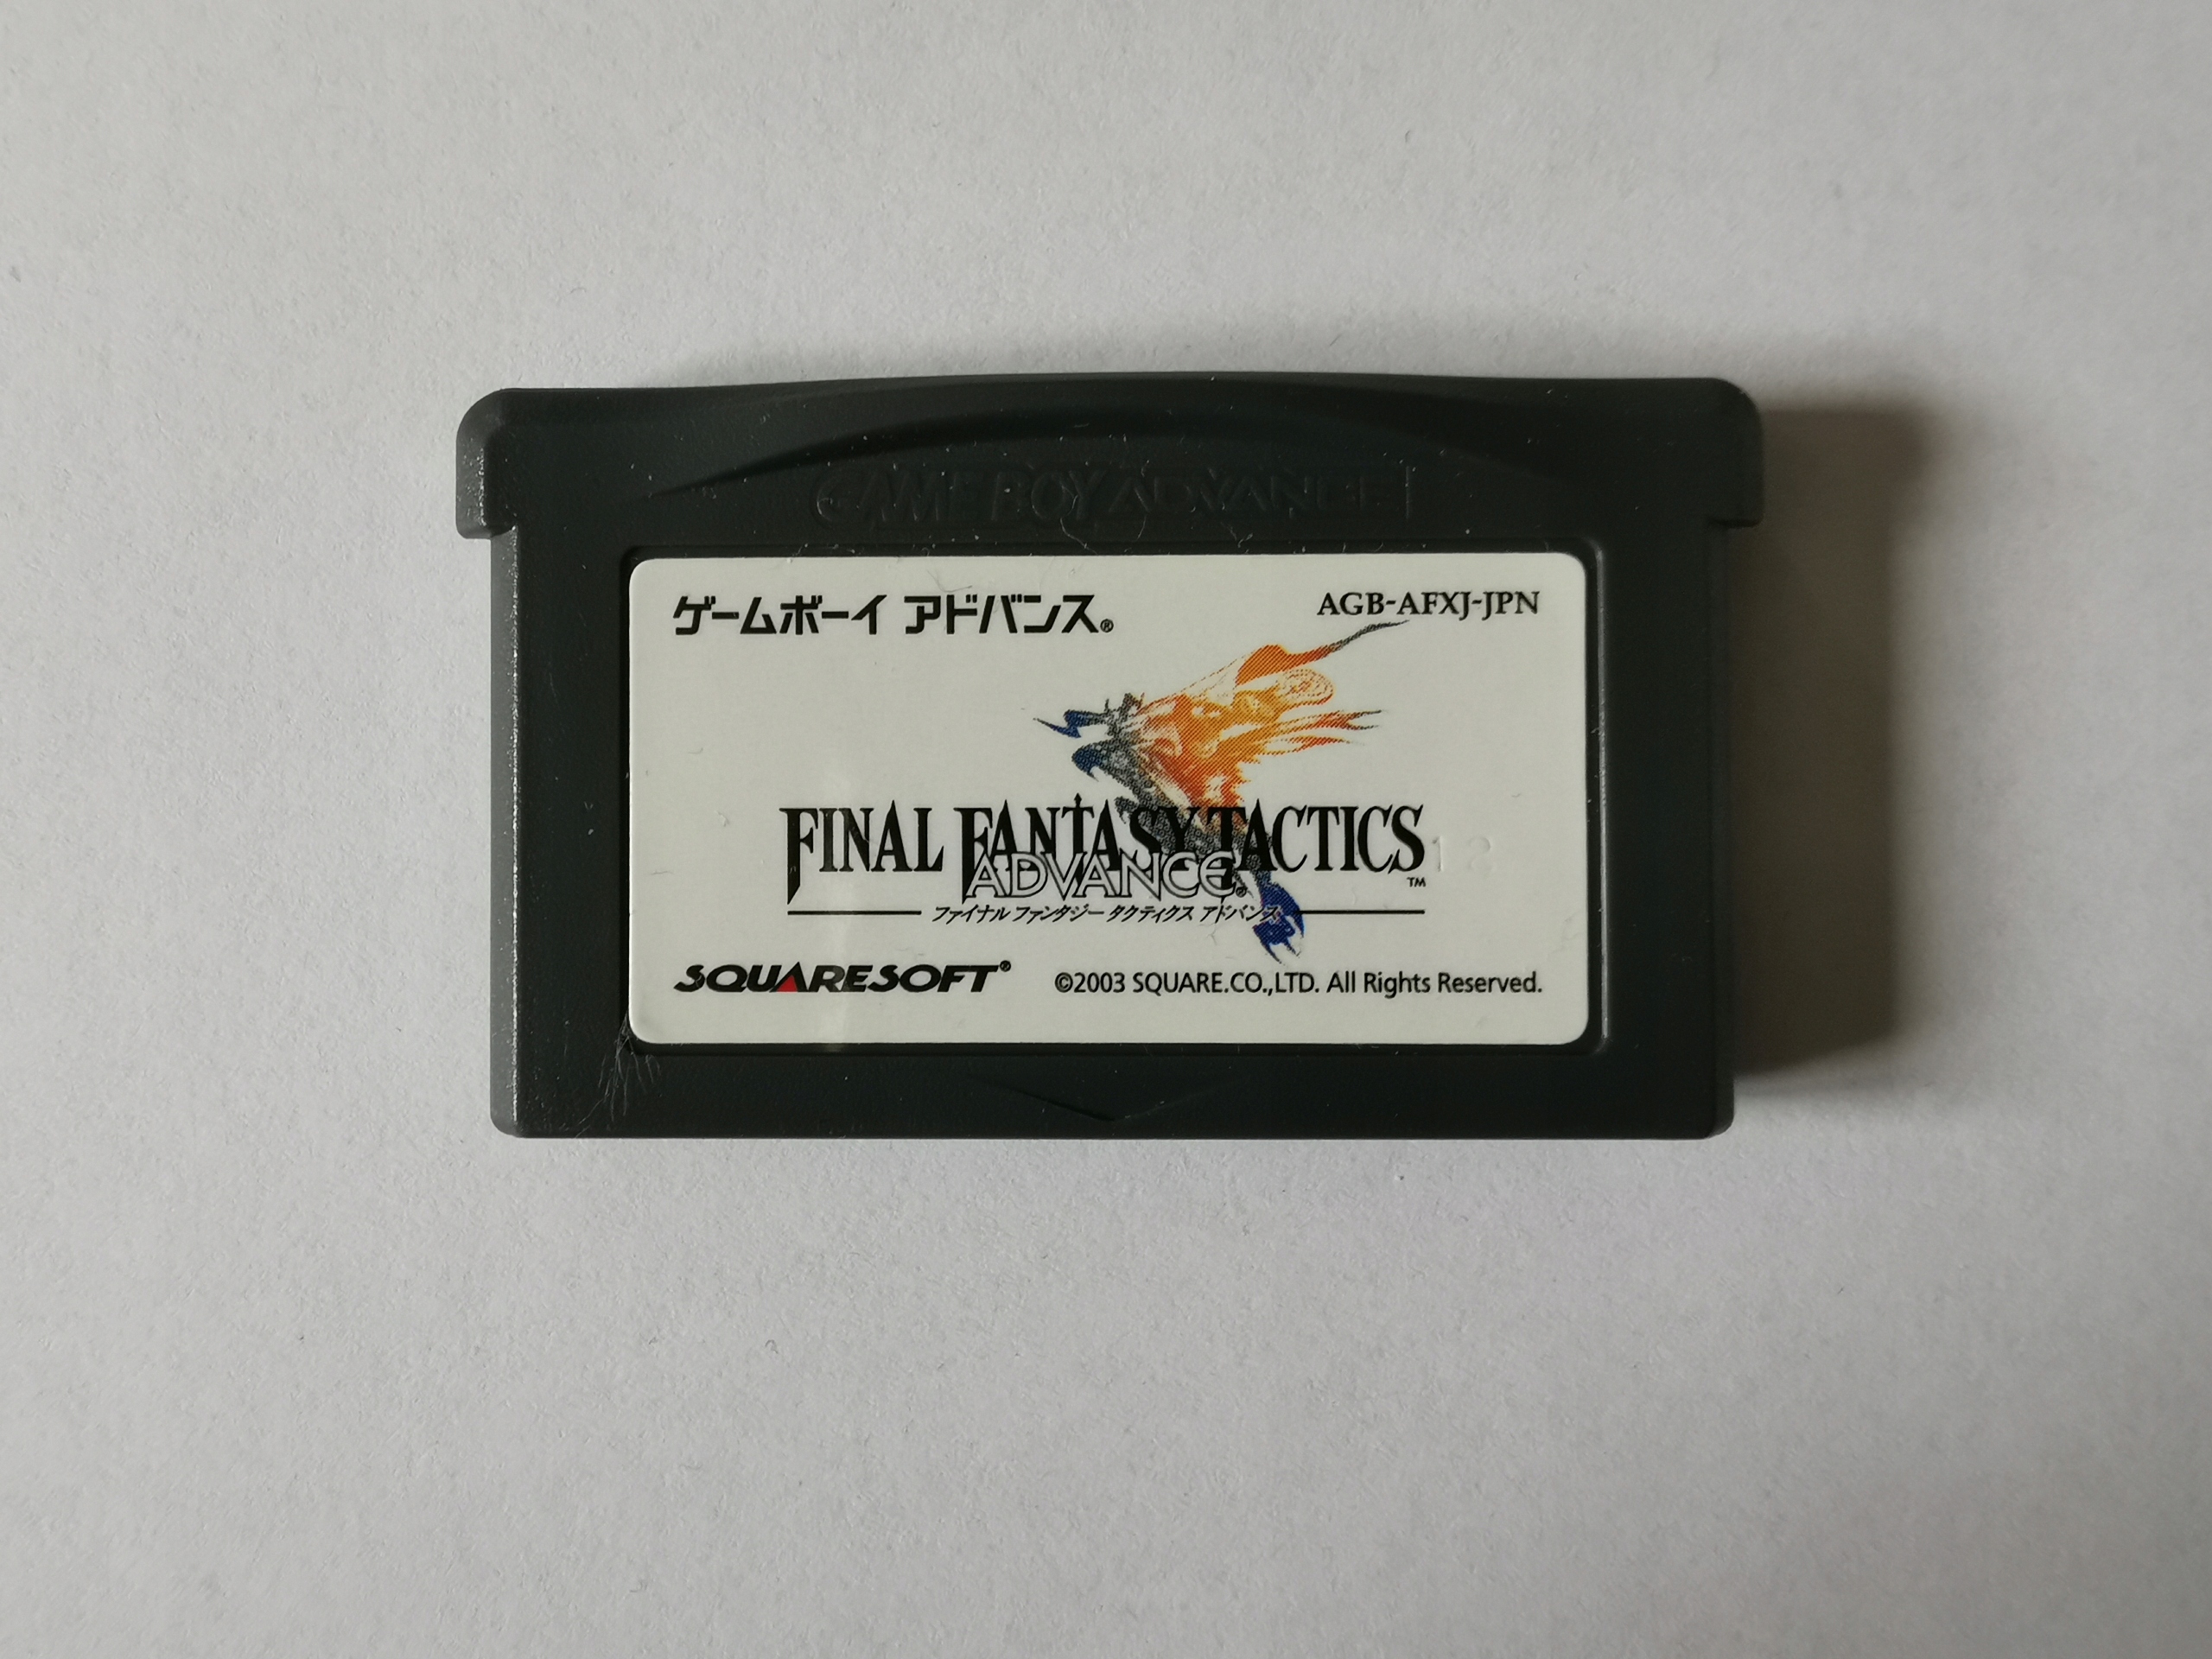 GAME BOY ADVANCE
ゲームボーイ アドバンス®
AGB-AFXJ-JPN
FINAL FANTASY TACTICS
ADVANCE®
TM
ファイナル ファンタジー タクティクス アドバンス
SQUARESOFT®
©2003 SQUARE.CO.,LTD. All Rights Reserved.